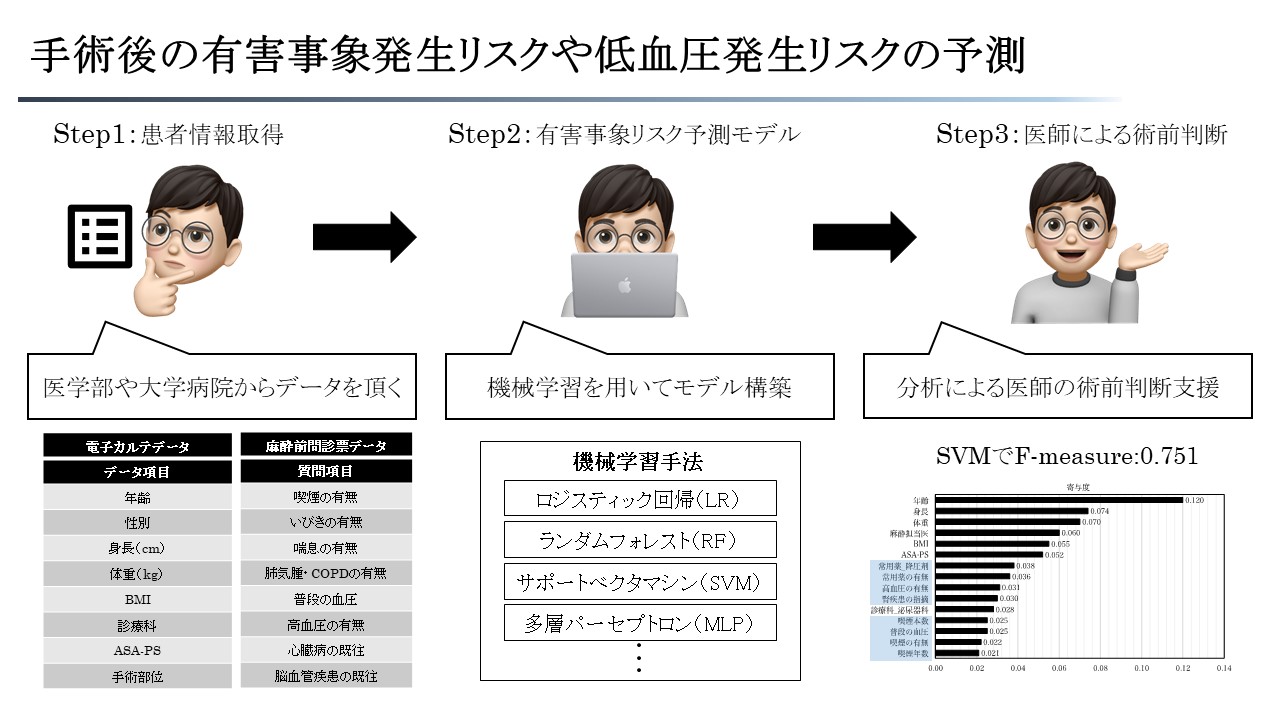 手術後の有害事象発生リスクや低血圧発生リスクの予測
Step1：患者情報取得
Step2：有害事象リスク予測モデル
Step3：医師による術前判断
医学部や大学病院からデータを頂く
機械学習を用いてモデル構築
分析による医師の術前判断支援
電子カルテデータ
データ項目
年齢
性別
身長（cm）
体重（kg）
BMI
診療科
ASA-PS
手術部位
麻酔前問診票データ
質問項目
喫煙の有無
いびきの有無
喘息の有無
肺気腫・COPDの有無
普段の血圧
高血圧の有無
心臓病の既往
脳血管疾患の既往
機械学習手法
ロジスティック回帰（LR）
ランダムフォレスト（RF）
サポートベクタマシン（SVM）
多層パーセプトロン（MLP）
SVMでF-measure:0.751
寄与度
年齢 0.120
身長 0.074
体重 0.070
麻酔担当医 0.060
BMI 0.055
ASA-PS 0.052
常用薬_降圧剤 0.038
常用薬の有無 0.036
高血圧の有無 0.031
腎疾患の指摘 0.030
診療科_泌尿器科 0.028
喫煙本数 0.025
普段の血圧 0.025
喫煙の有無 0.022
喫煙年数 0.021
0.00 0.02 0.04 0.06 0.08 0.10 0.12 0.14